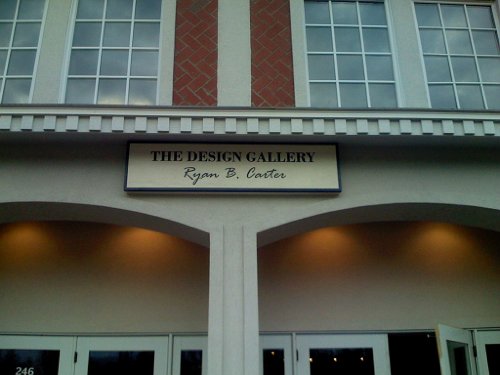 THE DESIGN GALLERY
Ryan B. Carter
246